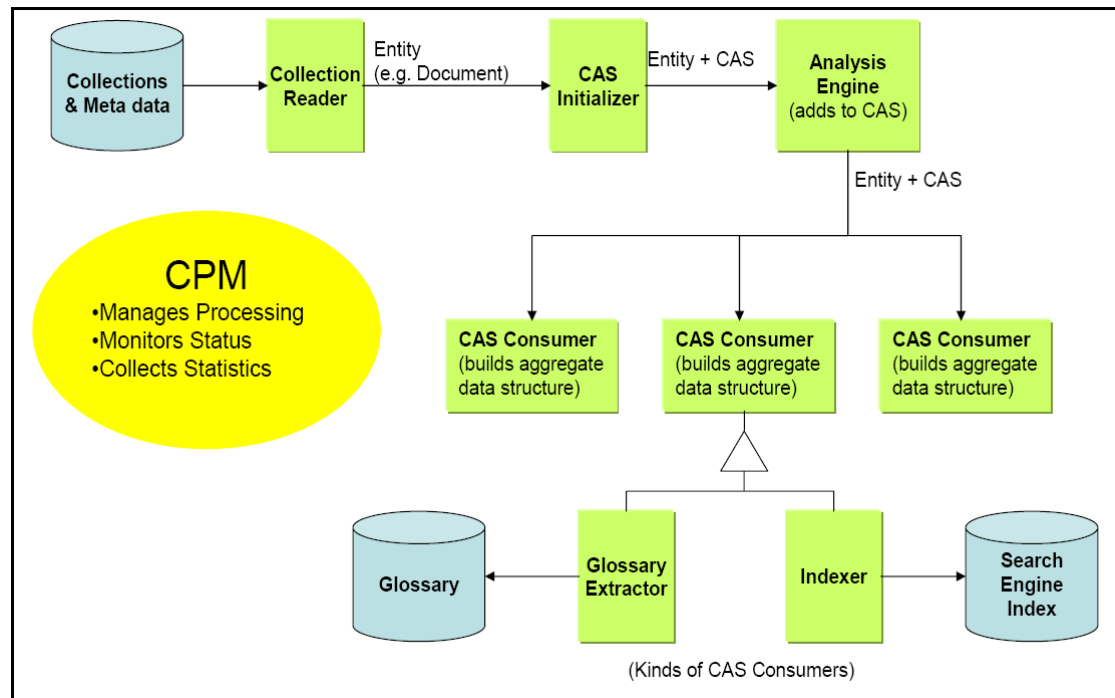 Collections
& Meta data
Collection
Reader
Entity
(e.g. Document)
CAS
Initializer
Entity + CAS
Analysis
Engine
(adds to CAS)
Entity + CAS
CPM
•Manages Processing
•Monitors Status
•Collects Statistics
CAS Consumer
(builds aggregate
data structure)
CAS Consumer
(builds aggregate
data structure)
CAS Consumer
(builds aggregate
data structure)
Glossary
Glossary
Extractor
Indexer
Search
Engine
Index
(Kinds of CAS Consumers)